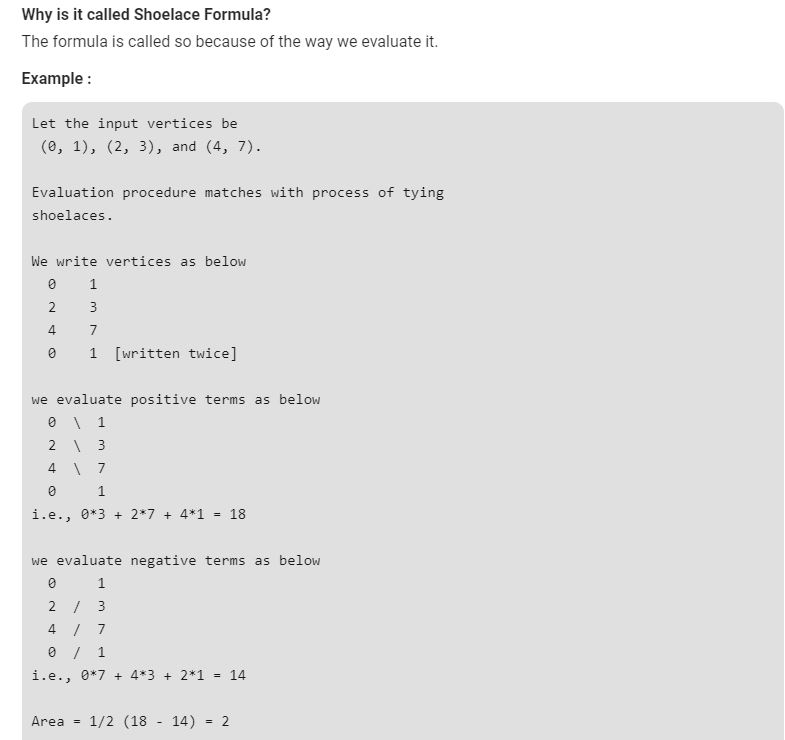 Why is it called Shoelace Formula?
The formula is called so because of the way we evaluate it.
Example :
Let the input vertices be
 (0, 1), (2, 3), and (4, 7).
Evaluation procedure matches with process of tying
shoelaces.
We write vertices as below
  0    1
  2    3
  4    7
  0    1  [written twice]
we evaluate positive terms as below
  0  \  1
  2  \  3
  4  \  7
  0     1
i.e., 0*3 + 2*7 + 4*1 = 18
we evaluate negative terms as below
  0     1
  2  /  3
  4  /  7
  0  /  1
i.e., 0*7 + 4*3 + 2*1 = 14
Area = 1/2 (18 - 14) = 2